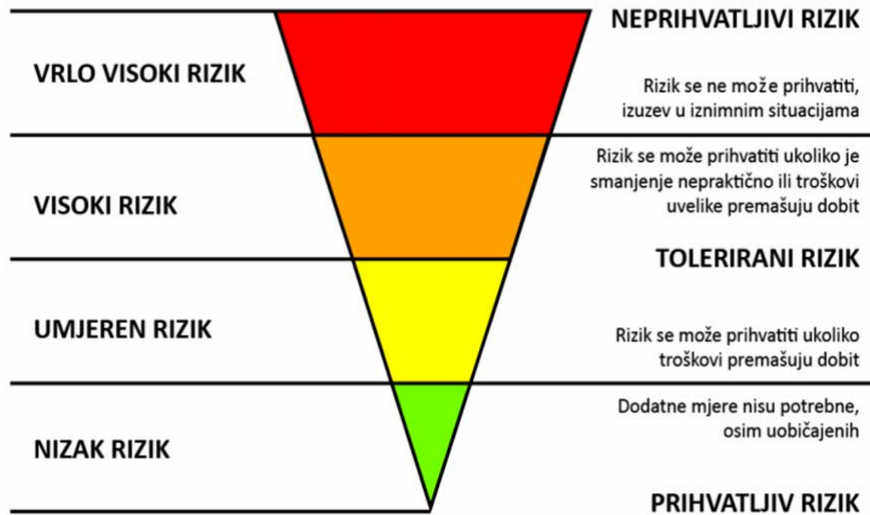 NEPRIHVATLJIVI RIZIK
VRLO VISOKI RIZIK
Rizik se ne može prihvatiti,
izuzev u iznimnim situacijama
Rizik se može prihvatiti ukoliko je
smanjenje nepraktično ili troškovi
uvelike premašuju dobit
VISOKI RIZIK
TOLERIRANI RIZIK
UMJEREN RIZIK
Rizik se može prihvatiti ukoliko
troškovi premašuju dobit
Dodatne mjere nisu potrebne,
osim uobičajenih
NIZAK RIZIK
PRIHVATLJIV RIZIK